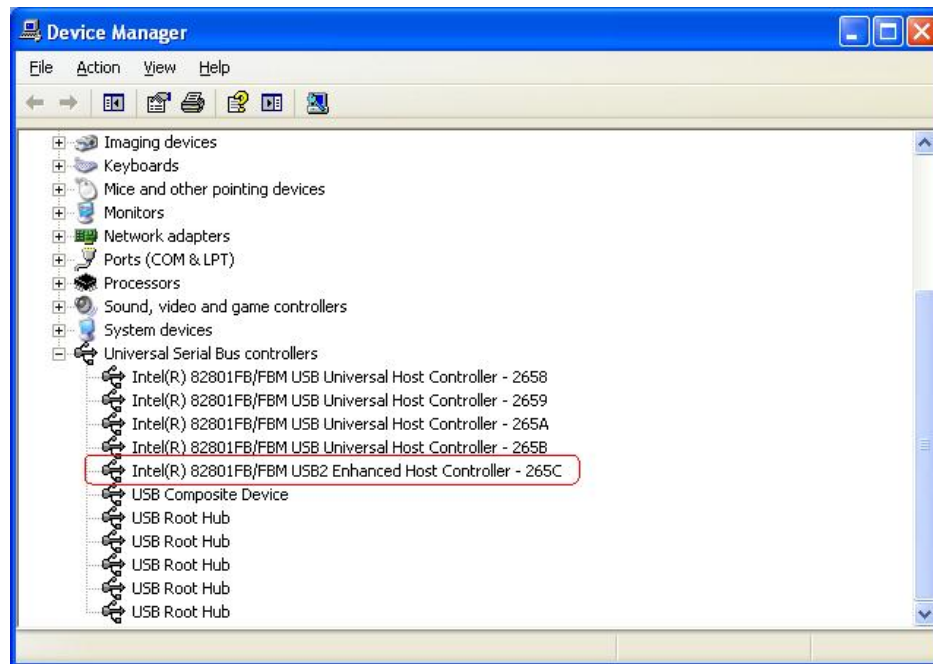 Device Manager
File Action View Help
Imaging devices
Keyboards
Mice and other pointing devices
Monitors
Network adapters
Ports (COM & LPT)
Processors
Sound, video and game controllers
System devices
Universal Serial Bus controllers
Intel(R) 82801FB/FBM USB Universal Host Controller - 2658
Intel(R) 82801FB/FBM USB Universal Host Controller - 2659
Intel(R) 82801FB/FBM USB Universal Host Controller - 265A
Intel(R) 82801FB/FBM USB Universal Host Controller - 265B
Intel(R) 82801FB/FBM USB2 Enhanced Host Controller - 265C
USB Composite Device
USB Root Hub
USB Root Hub
USB Root Hub
USB Root Hub
USB Root Hub